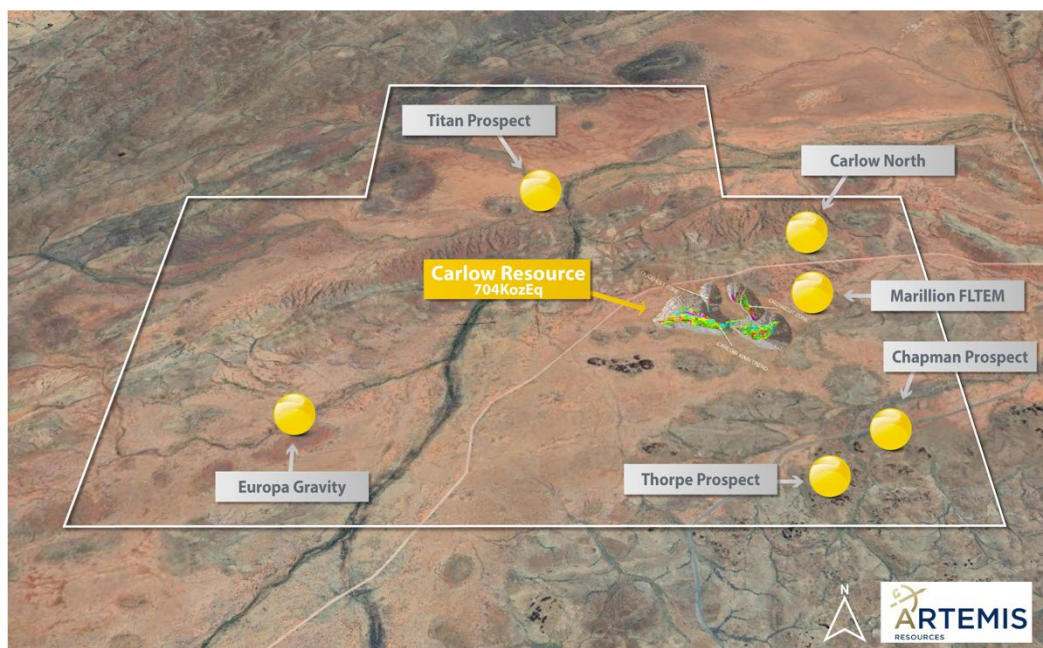 Titan Prospect
Carlow North
Carlow Resource
704KozEq
Marillion FLTEM
Chapman Prospect
Europa Gravity
Thorpe Prospect
N
ARTEMIS
RESOURCES